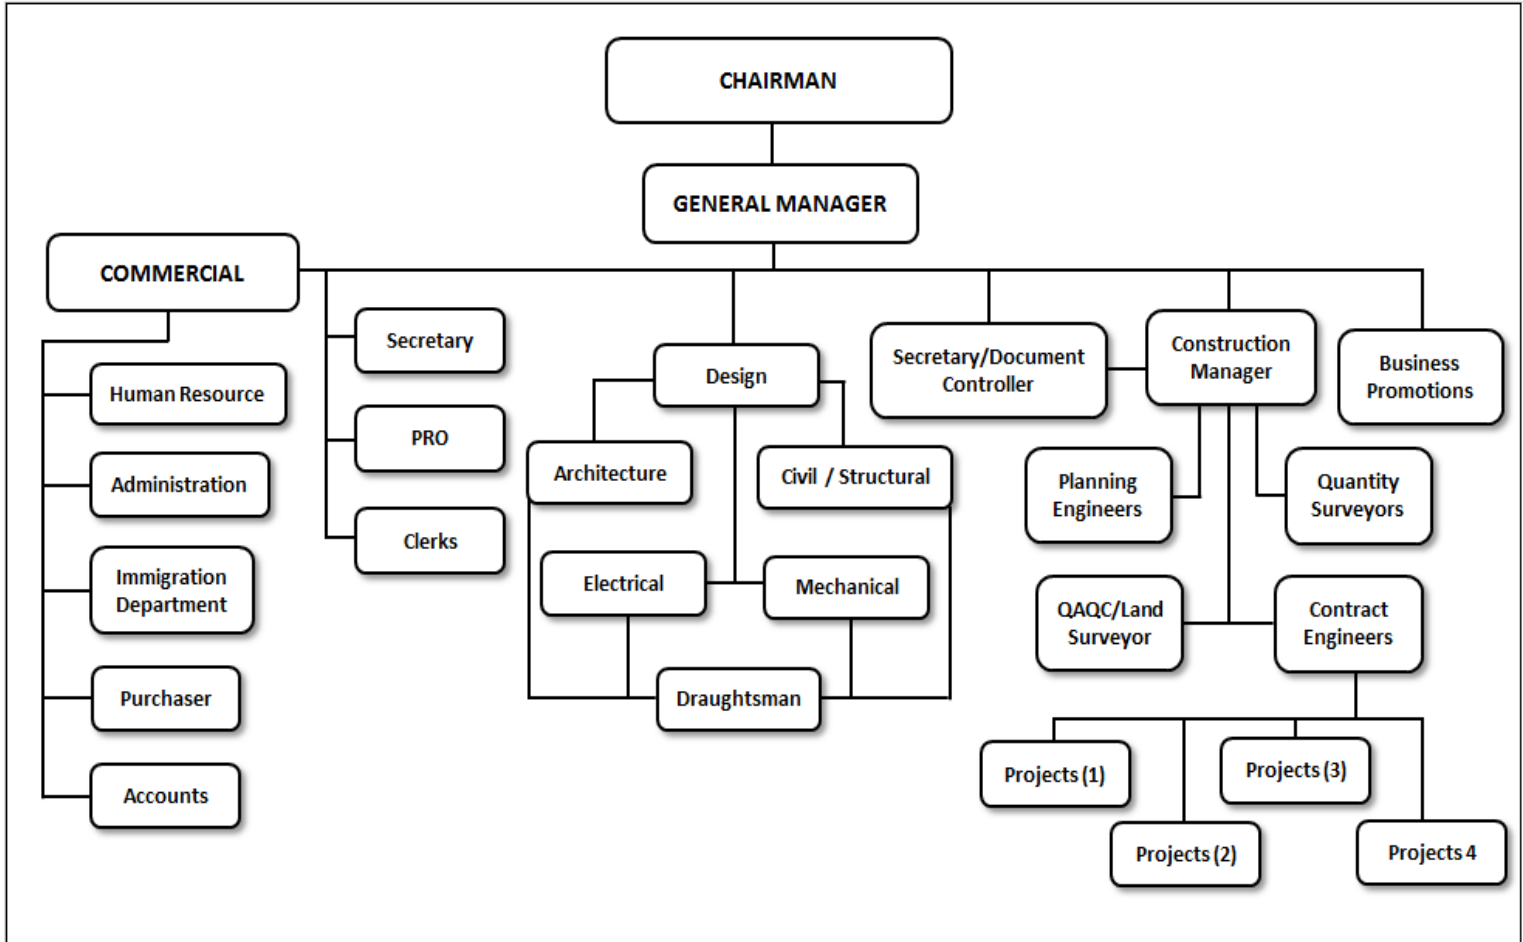 CHAIRMAN
GENERAL MANAGER
COMMERCIAL
Human Resource
Administration
Immigration
Department
Purchaser
Accounts
Secretary
PRO
Clerks
Design
Architecture
Civil / Structural
Electrical
Mechanical
Draughtsman
Secretary/Document
Controller
Construction
Manager
Business
Promotions
Planning
Engineers
Quantity
Surveyors
QAQC/Land
Surveyor
Contract
Engineers
Projects (1)
Projects (2)
Projects (3)
Projects 4